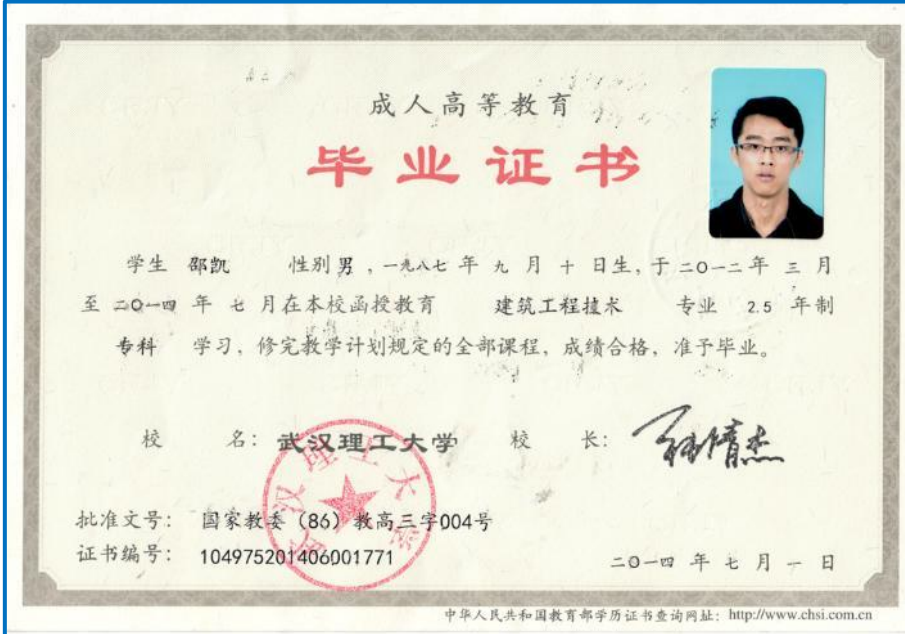 成人高等教育
毕业证书
学生 邵凯 性别 男 ，一九八七 年 九 月 十 日生，于 二〇一二 年 三 月
至 二〇一四 年 七 月在本校函授教育 建筑工程技术 专业 2.5 年制
专科 学习，修完教学计划规定的全部课程，成绩合格，准予毕业。
校 名：武汉理工大学 校 长：
武汉理工大学
批准文号： 国家教委（86）教高三字004号
证书编号： 104975201406001771
二〇一四 年 七 月 一 日
中华人民共和国教育部学历证书查询网址：http://www.chsi.com.cn